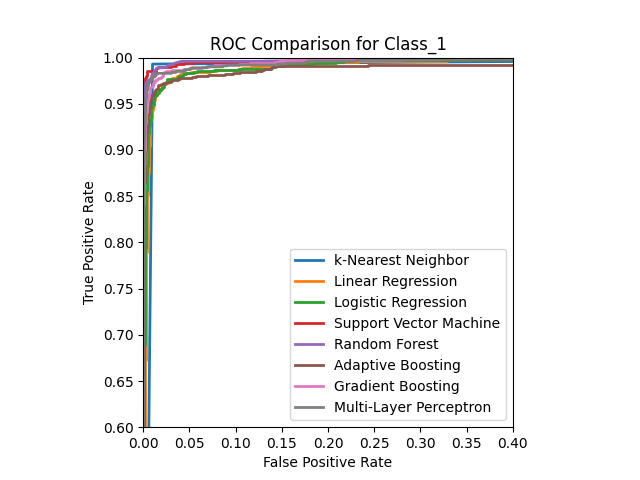 ROC Comparison for Class_1
1.00
0.95
0.90
0.85
0.80
0.75
0.70
0.65
0.60
True Positive Rate
k-Nearest Neighbor
Linear Regression
Logistic Regression
Support Vector Machine
Random Forest
Adaptive Boosting
Gradient Boosting
Multi-Layer Perceptron
0.00 0.05 0.10 0.15 0.20 0.25 0.30 0.35 0.40
False Positive Rate